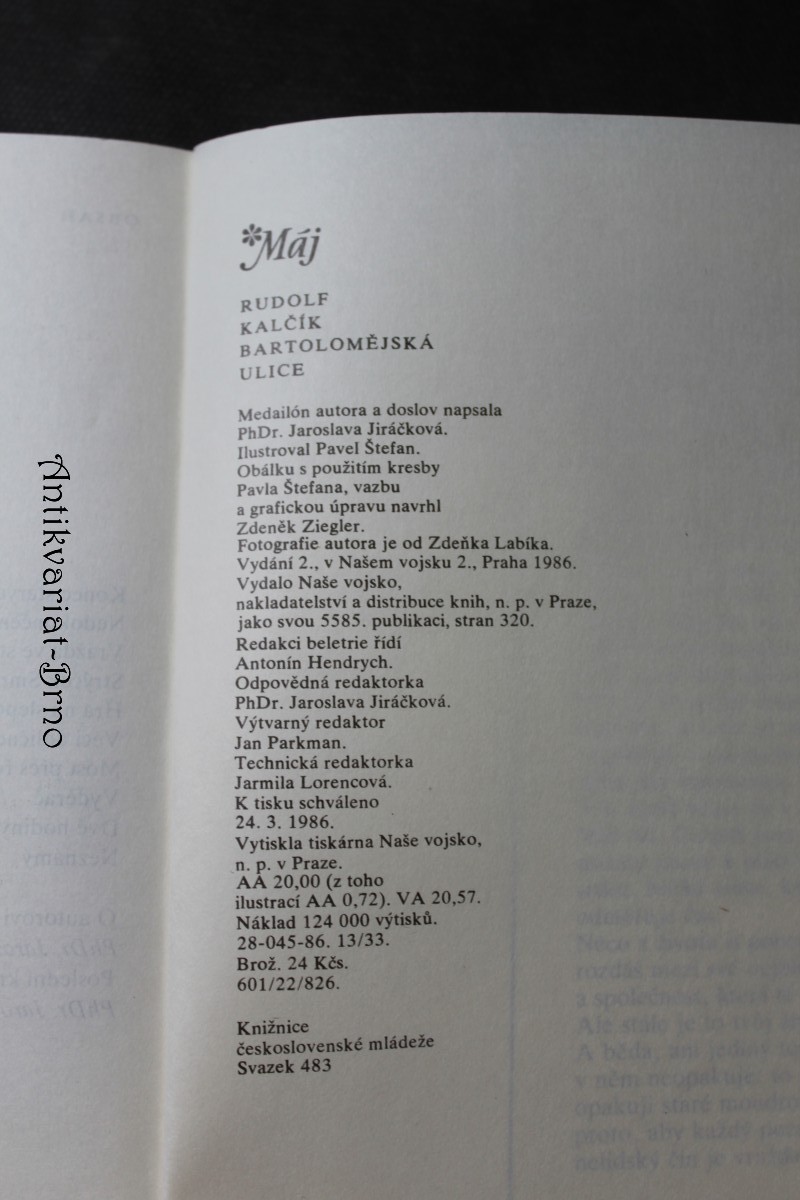 *Máj
RUDOLF
KALČÍK
BARTOLOMĚJSKÁ
ULICE
Medailón autora a doslov napsala
PhDr. Jaroslava Jiráčková.
Ilustroval Pavel Štefan.
Obálku s použitím kresby
Pavla Štefana, vazbu
a grafickou úpravu navrhl
Zdeněk Ziegler.
Fotografie autora je od Zdeňka Labíka.
Vydání 2., v Našem vojsku 2., Praha 1986.
Vydalo Naše vojsko,
nakladatelství a distribuce knih, n. p. v Praze,
jako svou 5585. publikaci, stran 320.
Redakci beletrie řídí
Antonín Hendrych.
Odpovědná redaktorka
PhDr. Jaroslava Jiráčková.
Výtvarný redaktor
Jan Parkman.
Technická redaktorka
Jarmila Lorencová.
K tisku schváleno
24. 3. 1986.
Vytiskla tiskárna Naše vojsko,
n. p. v Praze.
AA 20,00 (z toho
ilustrací AA 0,72). VA 20,57.
Náklad 124 000 výtisků.
28-045-86. 13/33.
Brož. 24 Kčs.
601/22/826.
Knižnice
československé mládeže
Svazek 483
Antikvariat-Brno